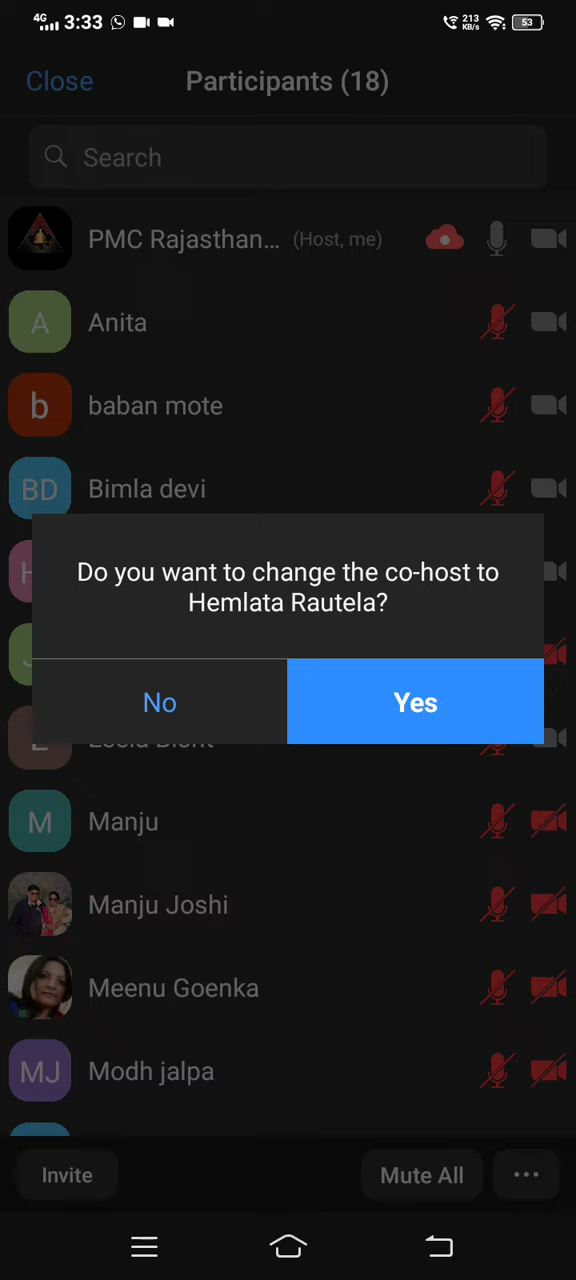 4G 3:33 213 KB/s 53
Close Participants (18)
Search
PMC Rajasthan... (Host, me)
A Anita
b baban mote
BD Bimla devi
Do you want to change the co-host to
Hemlata Rautela?
No Yes
M Manju
Manju Joshi
Meenu Goenka
MJ Modh jalpa
Invite Mute All ...